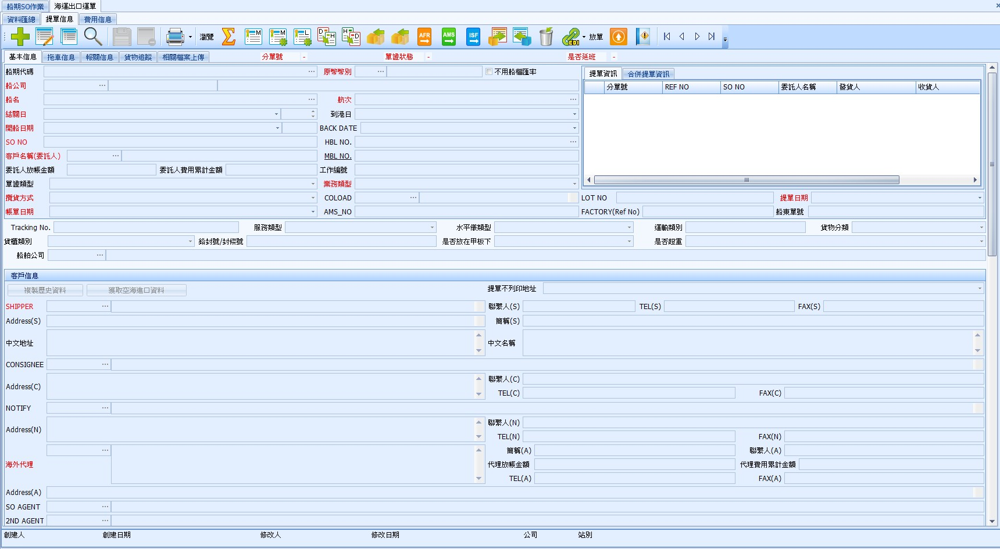 船期SO作業 海運出口運單
資料匯總 提單信息 費用信息
瀏覽 M M L D H H D AFR AMS ISF EDI 放單
基本信息 拖車信息 報關信息 貨物追蹤 相關檔案上傳 分單號 - 單證狀態 - 是否延班 -
船期代碼 原幣幣別 不用船檔匯率 提單資訊 合併提單資訊
船公司 分單號 REF NO SO NO 委託人名稱 發貨人 收貨人
船名 航次
結關日 到港日
開船日期 BACK DATE
SO NO HBL NO.
客戶名稱(委託人) MBL NO.
委託人放帳金額 委託人費用累計金額 工作編號
單證類型 業務類型
攬貨方式 COLOAD LOT NO 提單日期
帳單日期 AMS_NO FACTORY(Ref No) 船東單號
Tracking No. 服務類型 水平儀類型 運輸類別 貨物分類
貨櫃類別 鉛封號/封條號 是否放在甲板下 是否超重
船舶公司
客戶信息
複製歷史資料 獲取空海進口資料 提單不列印地址
SHIPPER 聯繫人(S) TEL(S) FAX(S)
Address(S) 簡稱(S)
中文地址 中文名稱
CONSIGNEE
Address(C) 聯繫人(C)
TEL(C) FAX(C)
NOTIFY
Address(N) 聯繫人(N)
TEL(N) FAX(N)
簡稱(A) 聯繫人(A)
海外代理 代理放帳金額 代理費用累計金額
TEL(A) FAX(A)
Address(A)
SO AGENT
2ND AGENT
創建人 創建日期 修改人 修改日期 公司 站別